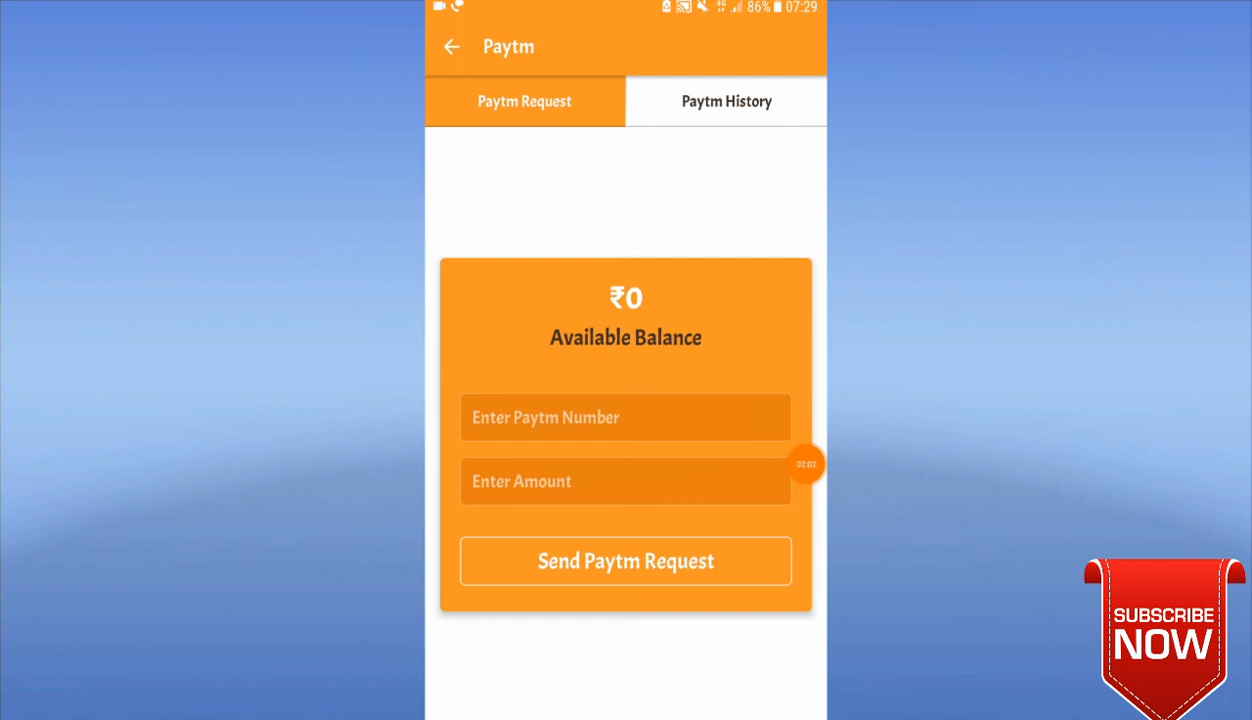 4G 86% 07:29
Paytm
Paytm Request
Paytm History
₹0
Available Balance
Enter Paytm Number
02:02
Enter Amount
Send Paytm Request
SUBSCRIBE
NOW